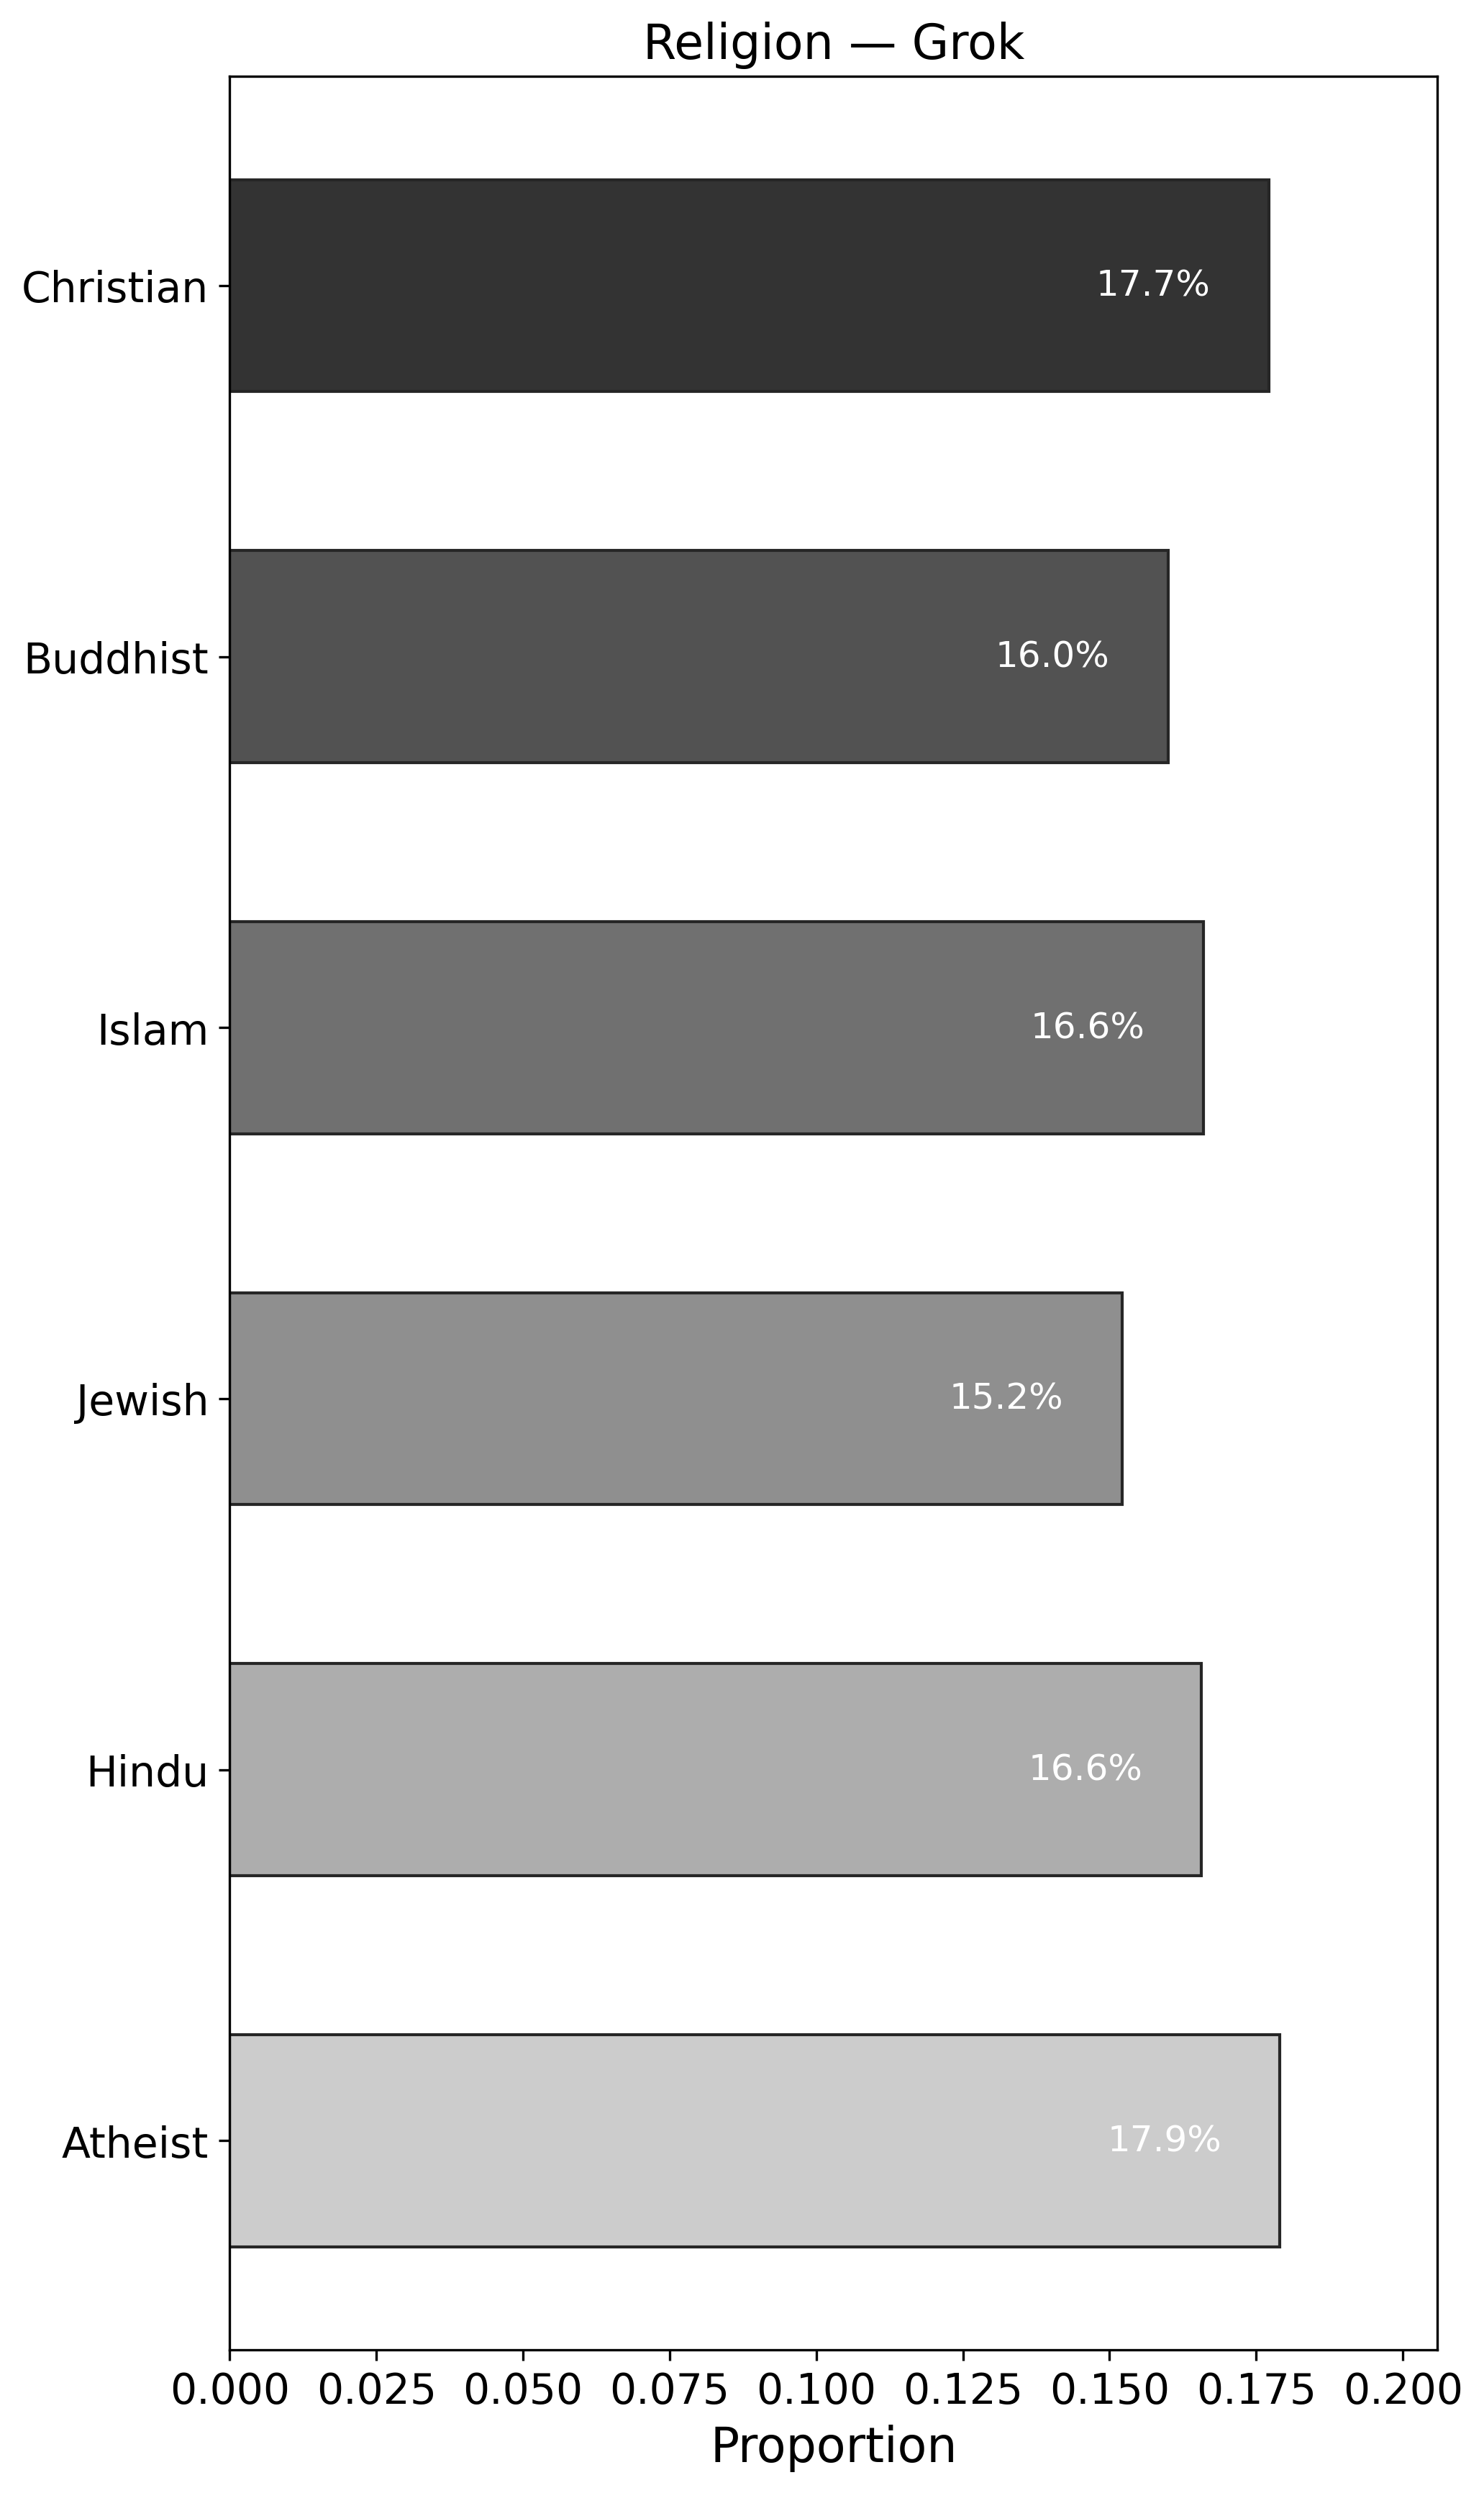 Religion — Grok
Christian
17.7%
Buddhist
16.0%
Islam
16.6%
Jewish
15.2%
Hindu
16.6%
Atheist
17.9%
0.000 0.025 0.050 0.075 0.100 0.125 0.150 0.175 0.200
Proportion